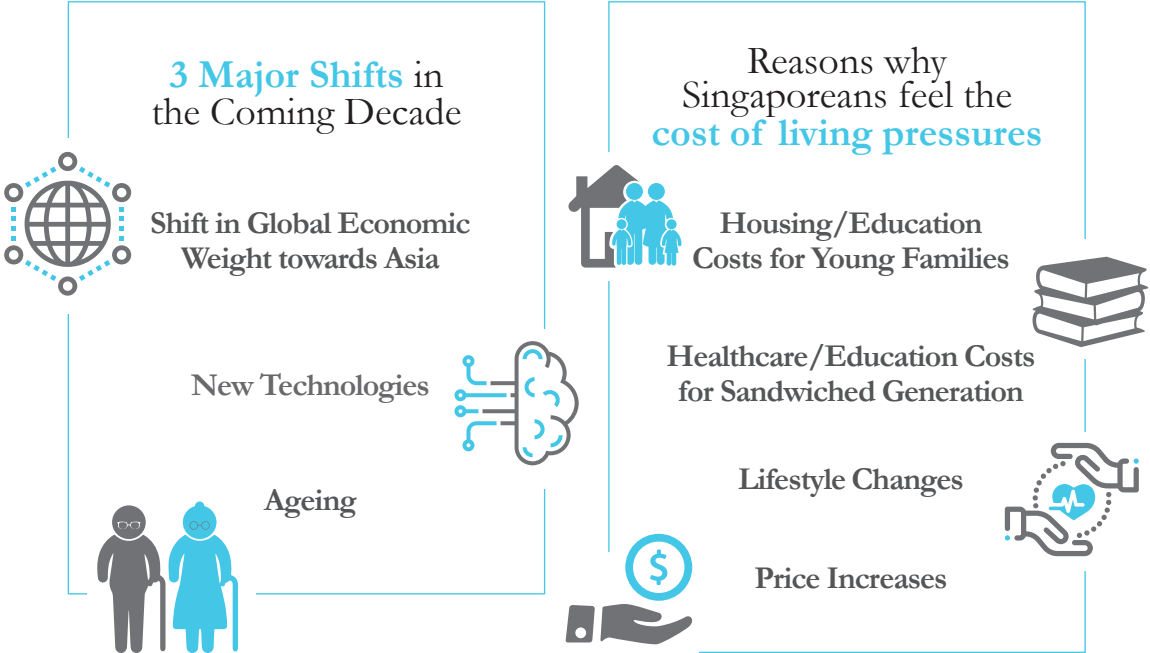 3 Major Shifts in
the Coming Decade
Shift in Global Economic
Weight towards Asia
New Technologies
Ageing
Reasons why
Singaporeans feel the
cost of living pressures
Housing/Education
Costs for Young Families
Healthcare/Education Costs
for Sandwiched Generation
Lifestyle Changes
$
Price Increases